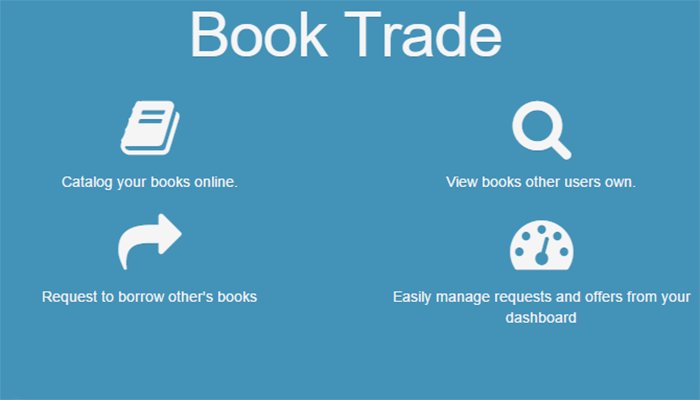 Book Trade
Catalog your books online.
View books other users own.
Request to borrow other's books
Easily manage requests and offers from your
dashboard